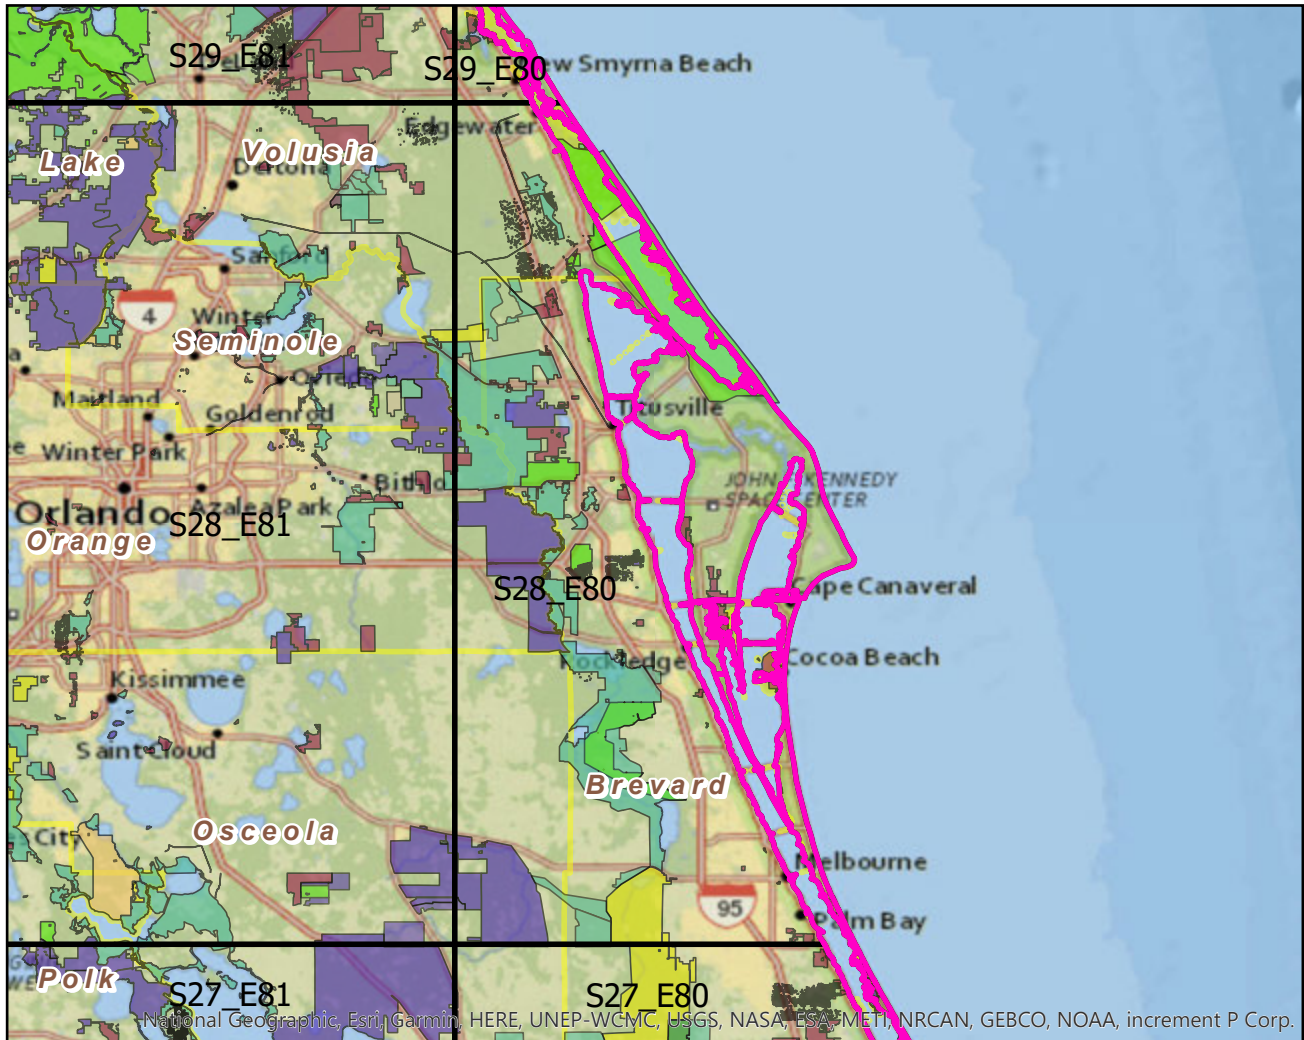 S29_E81
S29_E80
ew Smyrna Beach
Edgewater
Volusia
Lake
Deltona
Sanford
4
Winter
Seminole
Oviedo
Maitland
Goldenrod
Titusville
Winter Park
Bithlo
JOHN F KENNEDY
SPACE CENTER
Orlando
Azalea Park
S28_E81
Orange
S28_E80
Cape Canaveral
Rockledge
Cocoa Beach
Kissimmee
Saint Cloud
Brevard
Osceola
City
Melbourne
95
Palm Bay
Polk
S27_E81
S27_E80
National Geographic, Esri, Garmin, HERE, UNEP-WCMC, USGS, NASA, ESA, METI, NRCAN, GEBCO, NOAA, increment P Corp.